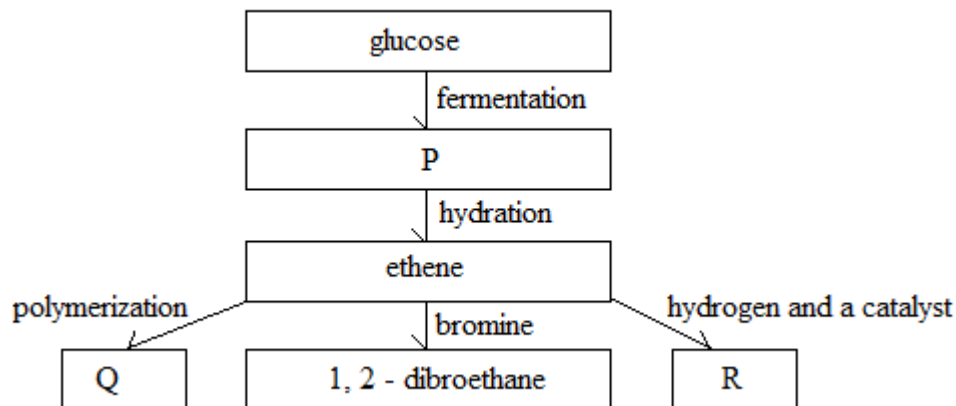 glucose
fermentation
P
hydration
ethene
polymerization
hydrogen and a catalyst
bromine
Q
1, 2 - dibroethane
R